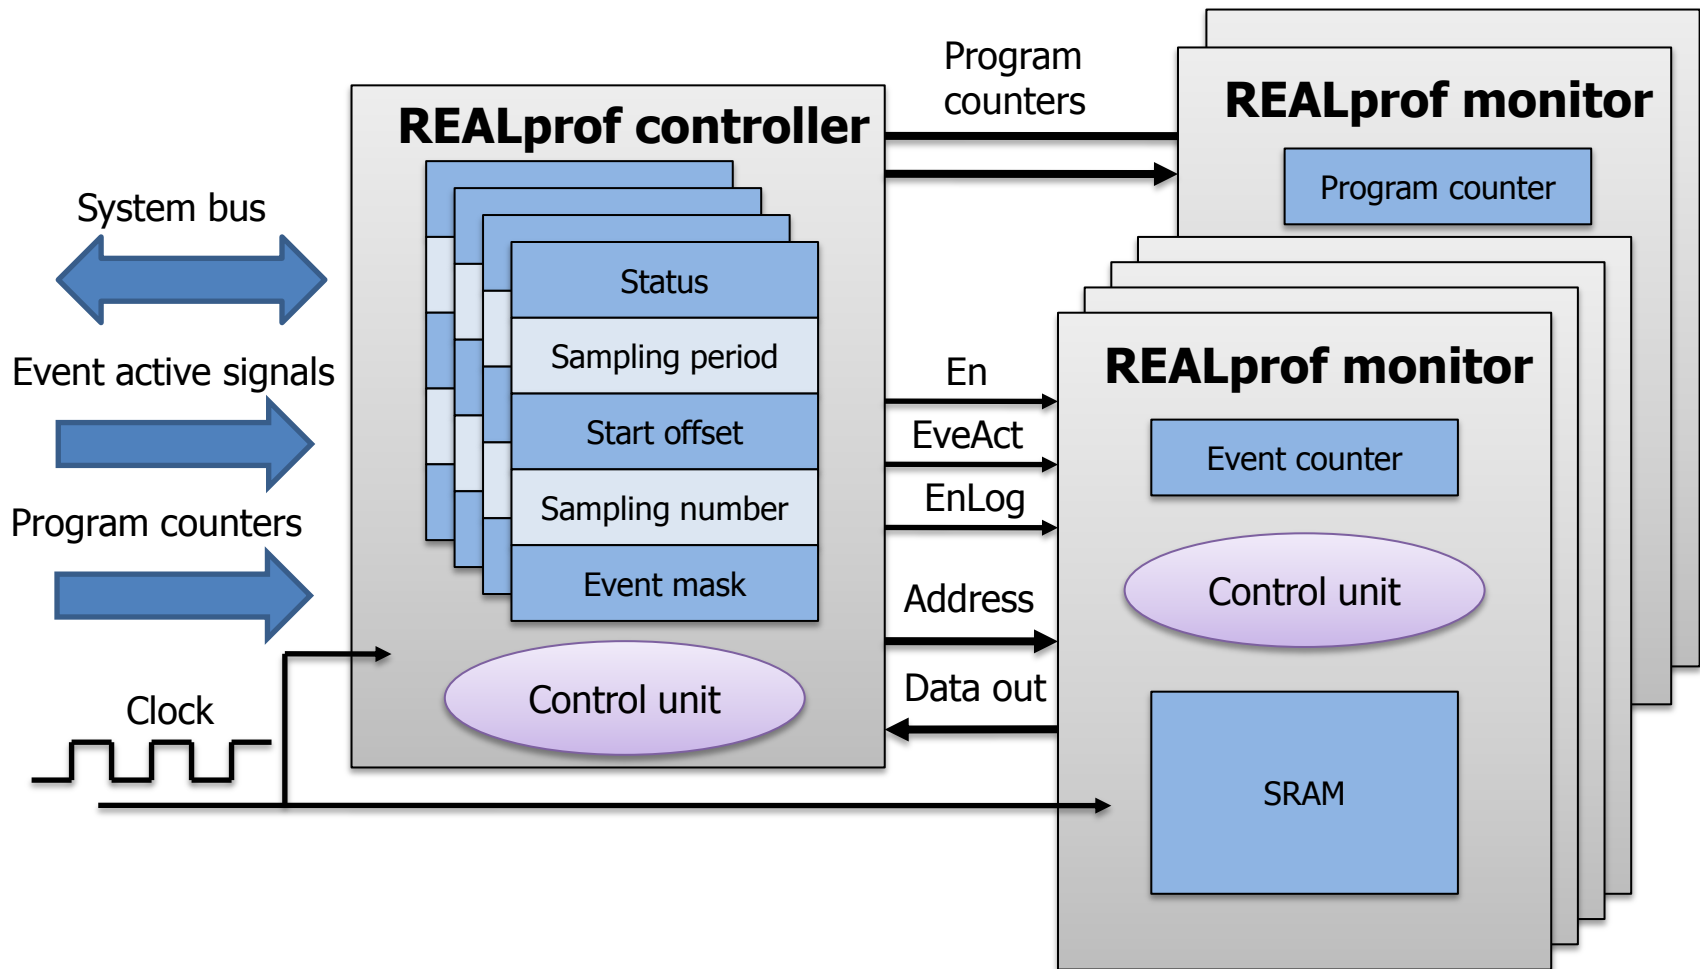 Program
counters
REALprof controller
REALprof monitor
Program counter
System bus
Status
Sampling period
Start offset
Sampling number
Event mask
Event active signals
Program counters
En
EveAct
EnLog
Address
Data out
REALprof monitor
Event counter
Control unit
SRAM
Control unit
Clock